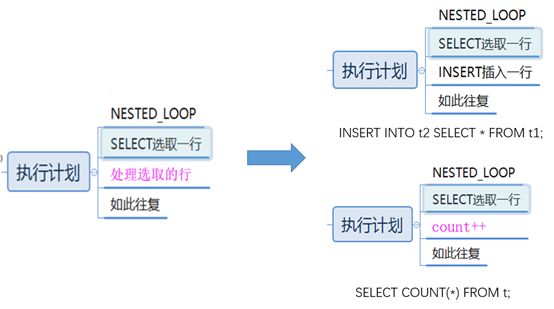 NESTED_LOOP
SELECT选取一行
执行计划
处理选取的行
如此往复
NESTED_LOOP
SELECT选取一行
执行计划
INSERT插入一行
如此往复
INSERT INTO t2 SELECT * FROM t1;
NESTED_LOOP
SELECT选取一行
执行计划
count++
如此往复
SELECT COUNT(*) FROM t;